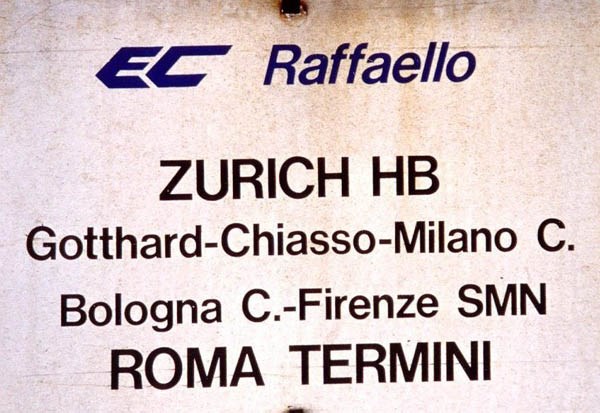 EC Raffaello
ZURICH HB
Gotthard-Chiasso-Milano C.
Bologna C.-Firenze SMN
ROMA TERMINI